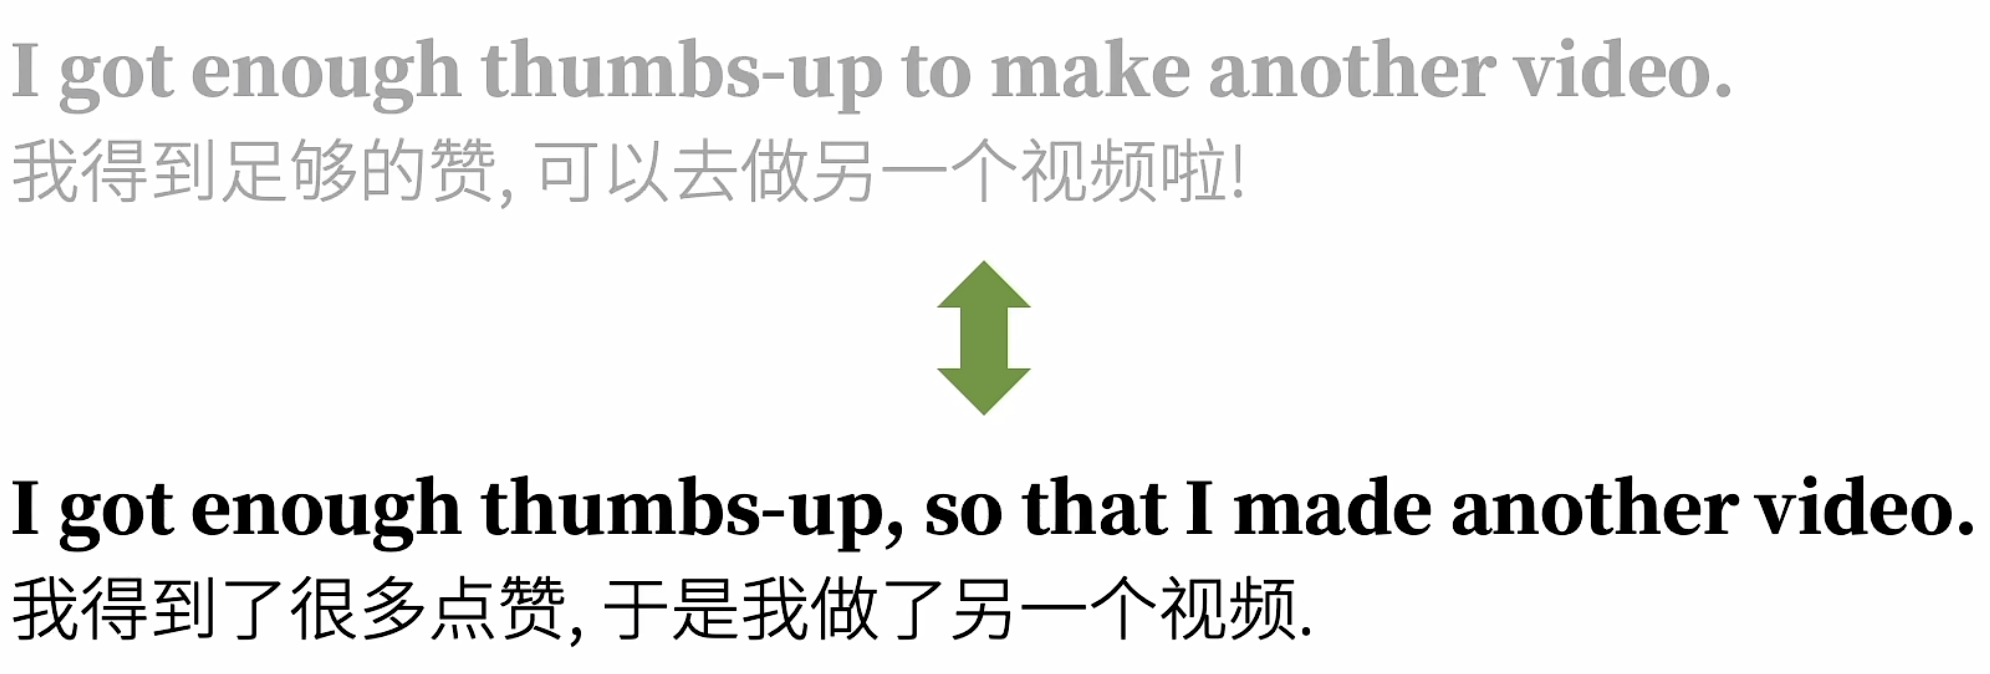 I got enough thumbs-up to make another video.
我得到足够的赞, 可以去做另一个视频啦!
I got enough thumbs-up, so that I made another video.
我得到了很多点赞, 于是我做了另一个视频.